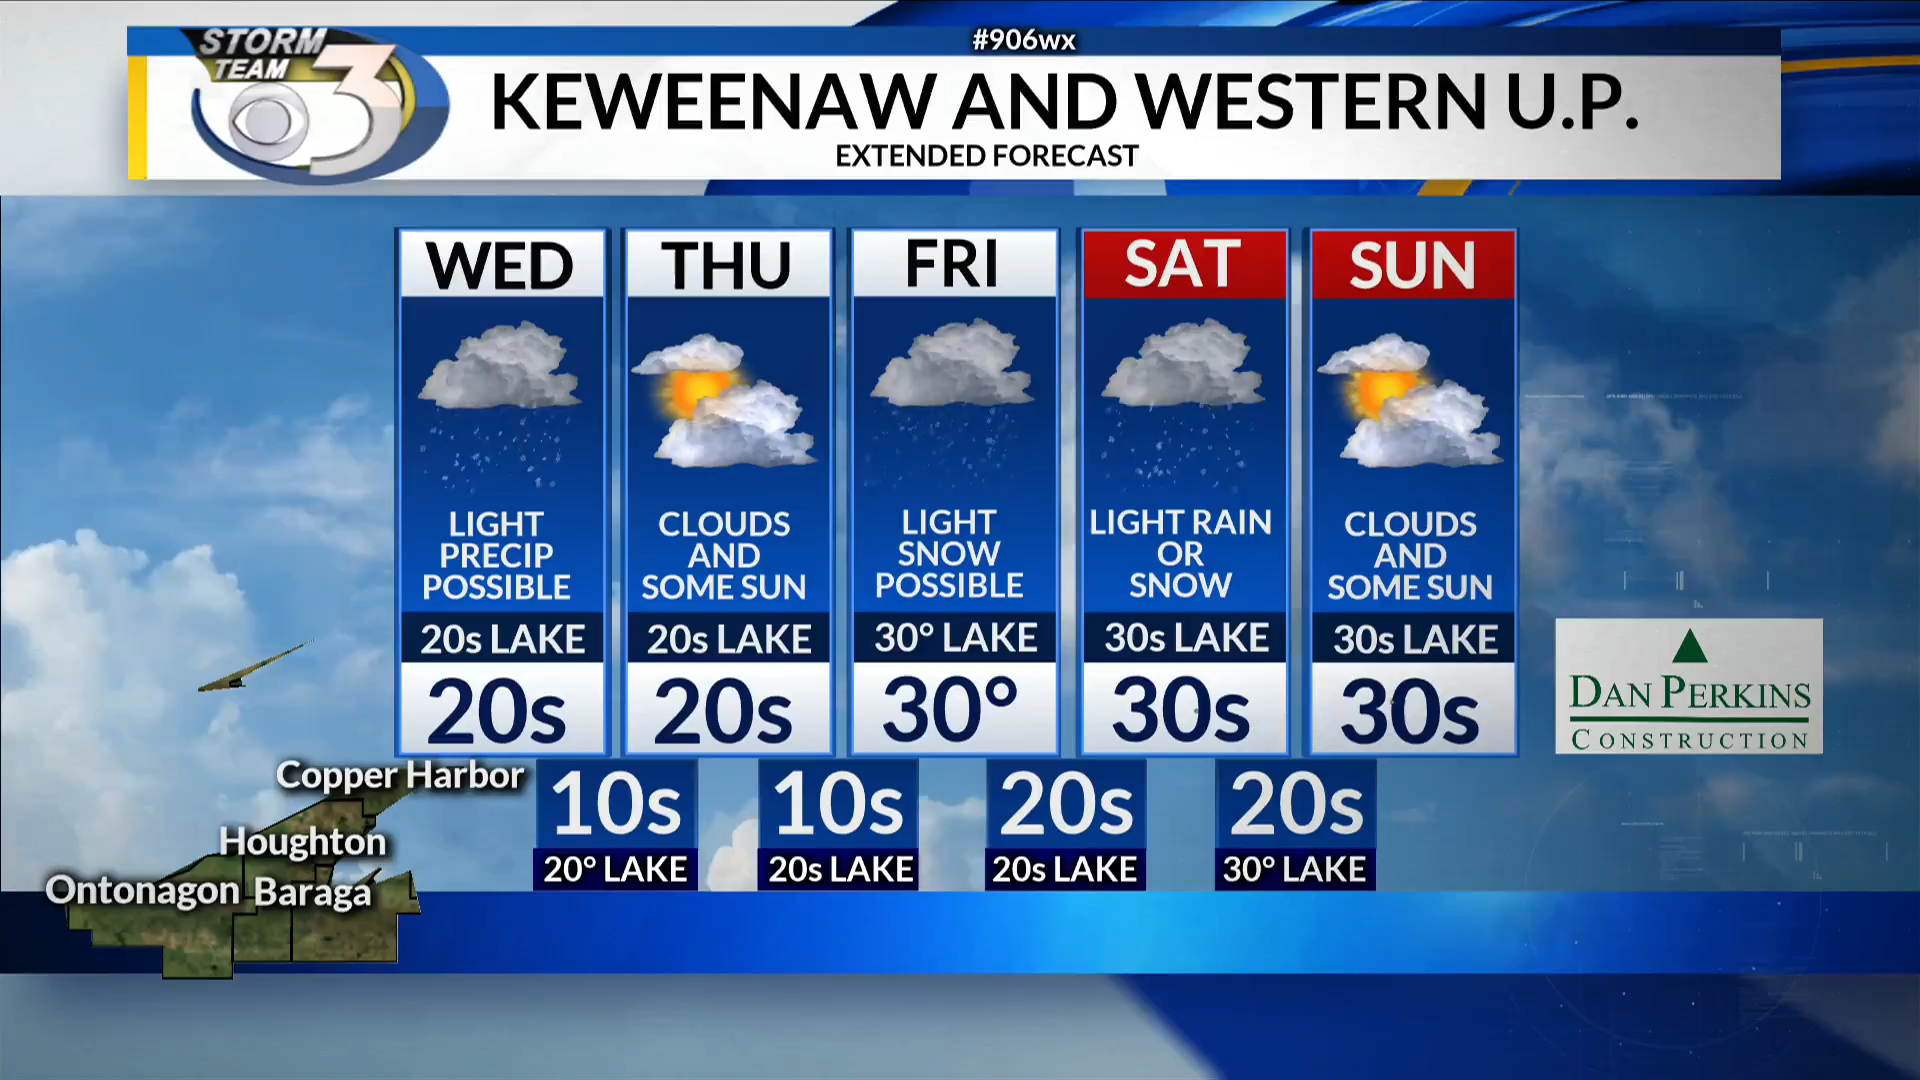 #906wx
STORM
TEAM
3
KEWEENAW AND WESTERN U.P.
EXTENDED FORECAST
WED
LIGHT
PRECIP
POSSIBLE
20s LAKE
20s
THU
CLOUDS
AND
SOME SUN
20s LAKE
20s
FRI
LIGHT
SNOW
POSSIBLE
30° LAKE
30°
SAT
LIGHT RAIN
OR
SNOW
30s LAKE
30s
SUN
CLOUDS
AND
SOME SUN
30s LAKE
30s
DAN PERKINS
CONSTRUCTION
10s
20° LAKE
10s
20s LAKE
20s
20s LAKE
20s
30° LAKE
Copper Harbor
Houghton
Ontonagon Baraga